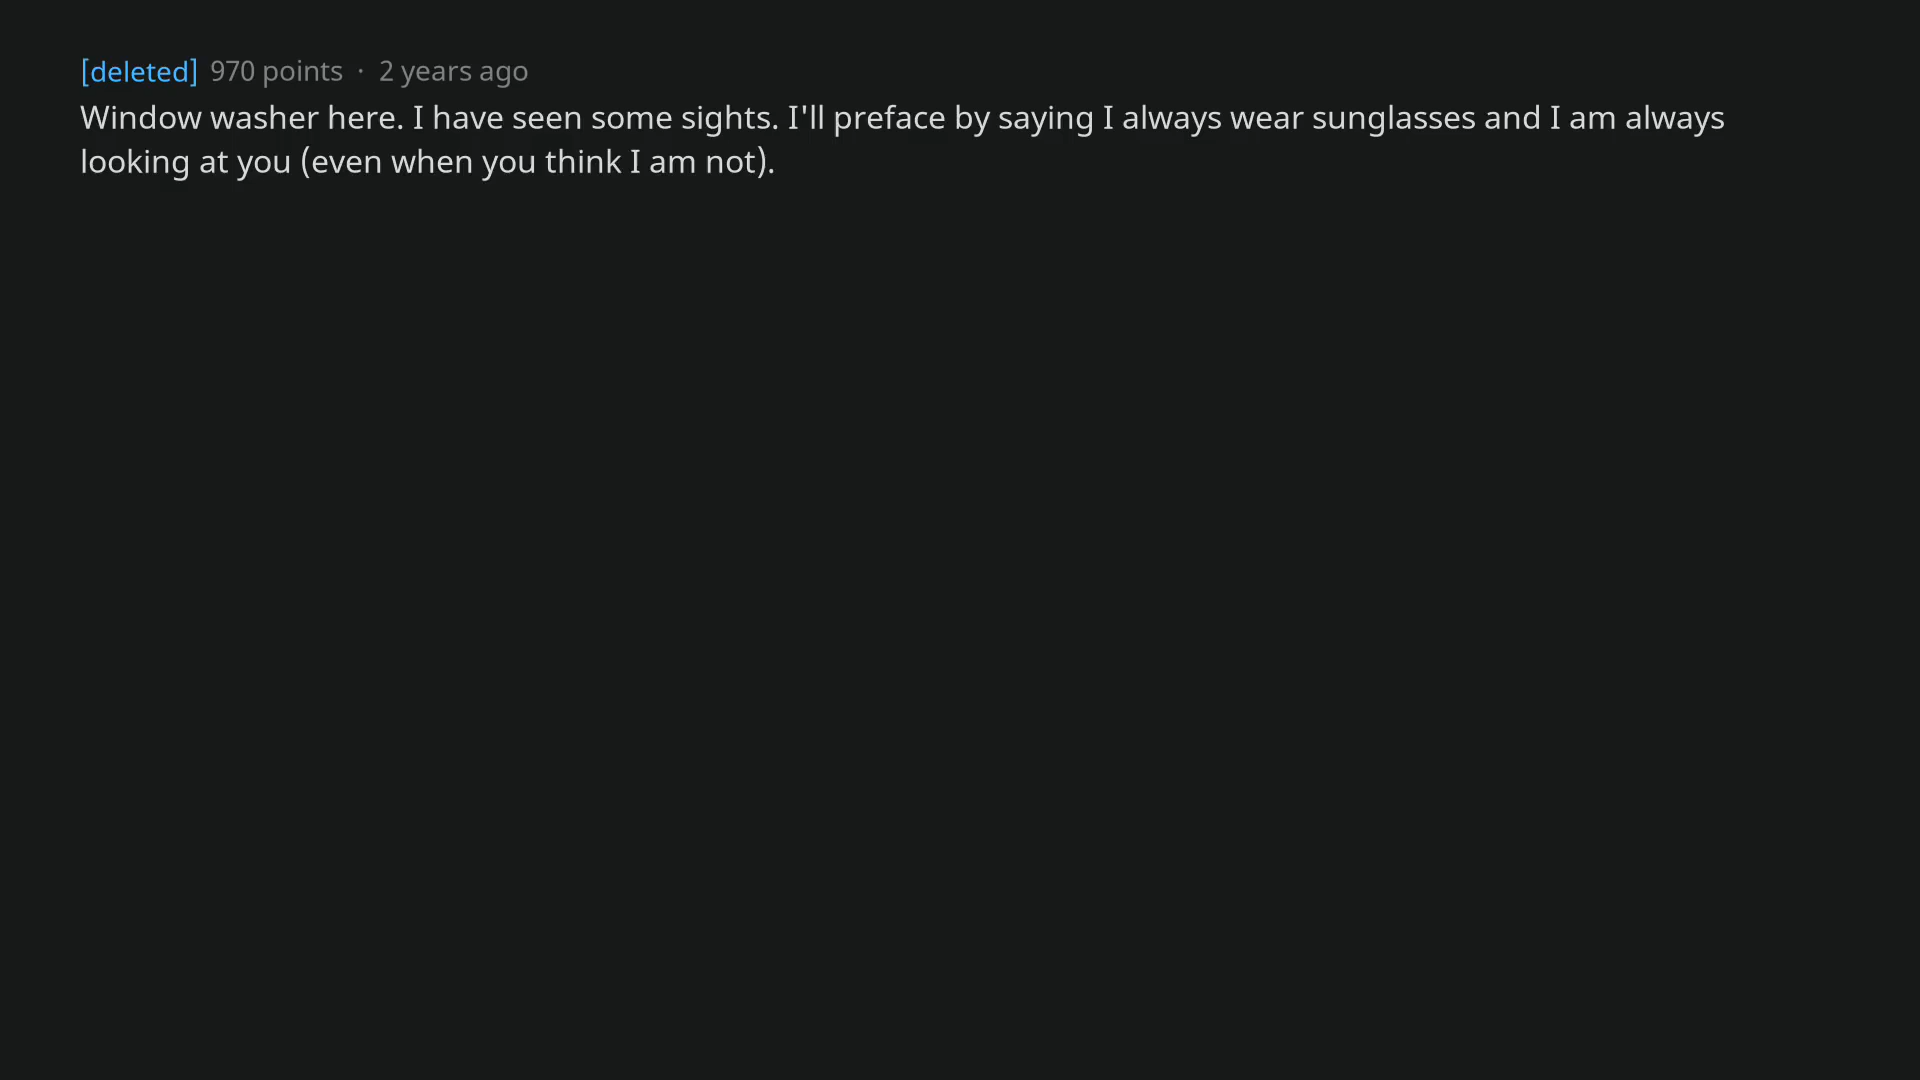 [deleted] 970 points · 2 years ago
Window washer here. I have seen some sights. I'll preface by saying I always wear sunglasses and I am always
looking at you (even when you think I am not).